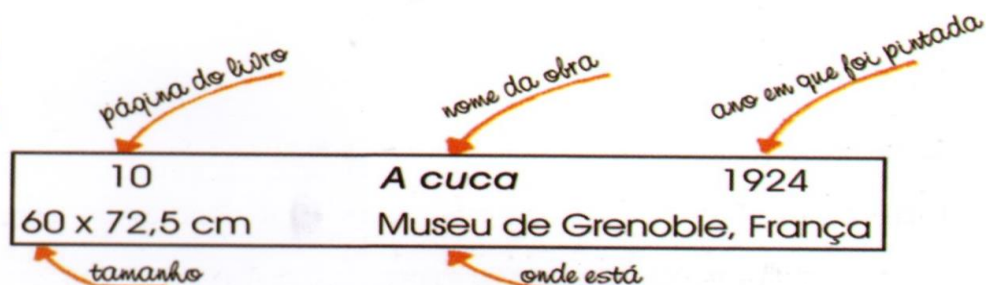 página do livro
nome da obra
ano em que foi pintada
10 A cuca 1924
60 x 72,5 cm Museu de Grenoble, França
tamanho
onde está